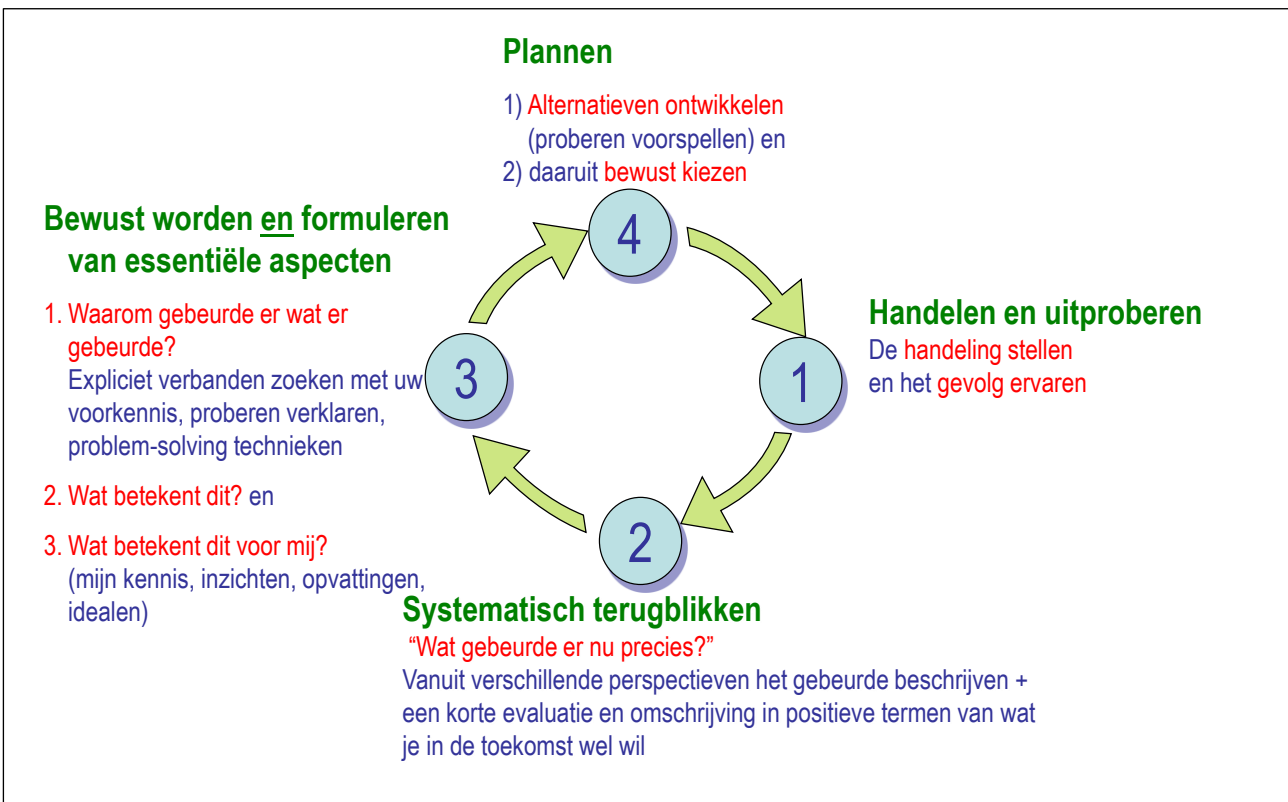 Plannen
1) Alternatieven ontwikkelen
(proberen voorspellen) en
2) daaruit bewust kiezen
4
Handelen en uitproberen
De handeling stellen
en het gevolg ervaren
1
2
Systematisch terugblikken
“Wat gebeurde er nu precies?”
Vanuit verschillende perspectieven het gebeurde beschrijven +
een korte evaluatie en omschrijving in positieve termen van wat
je in de toekomst wel wil
Bewust worden en formuleren
van essentiële aspecten
1. Waarom gebeurde er wat er
gebeurde?
Expliciet verbanden zoeken met uw
voorkennis, proberen verklaren,
problem-solving technieken
2. Wat betekent dit? en
3. Wat betekent dit voor mij?
(mijn kennis, inzichten, opvattingen,
idealen)
3